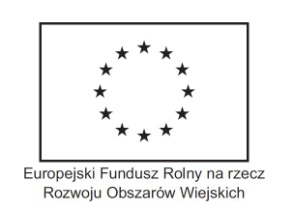 Europejski Fundusz Rolny na rzecz
Rozwoju Obszarów Wiejskich